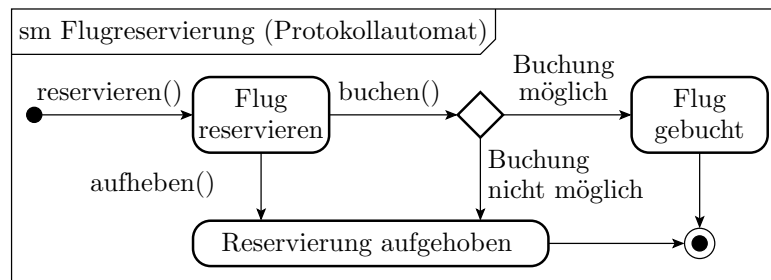 sm Flugreservierung (Protokollautomat)
reservieren()
Flug
reservieren
buchen()
Buchung
möglich
Flug
gebucht
aufheben()
Buchung
nicht möglich
Reservierung aufgehoben